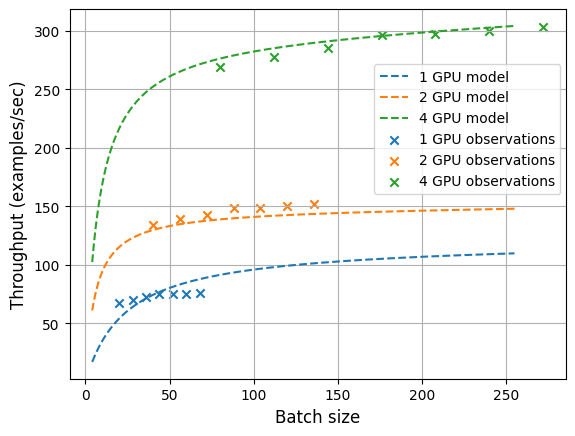 Throughput (examples/sec)
300
250
200
150
100
50
0
50
100
150
200
250
Batch size
1 GPU model
2 GPU model
4 GPU model
1 GPU observations
2 GPU observations
4 GPU observations